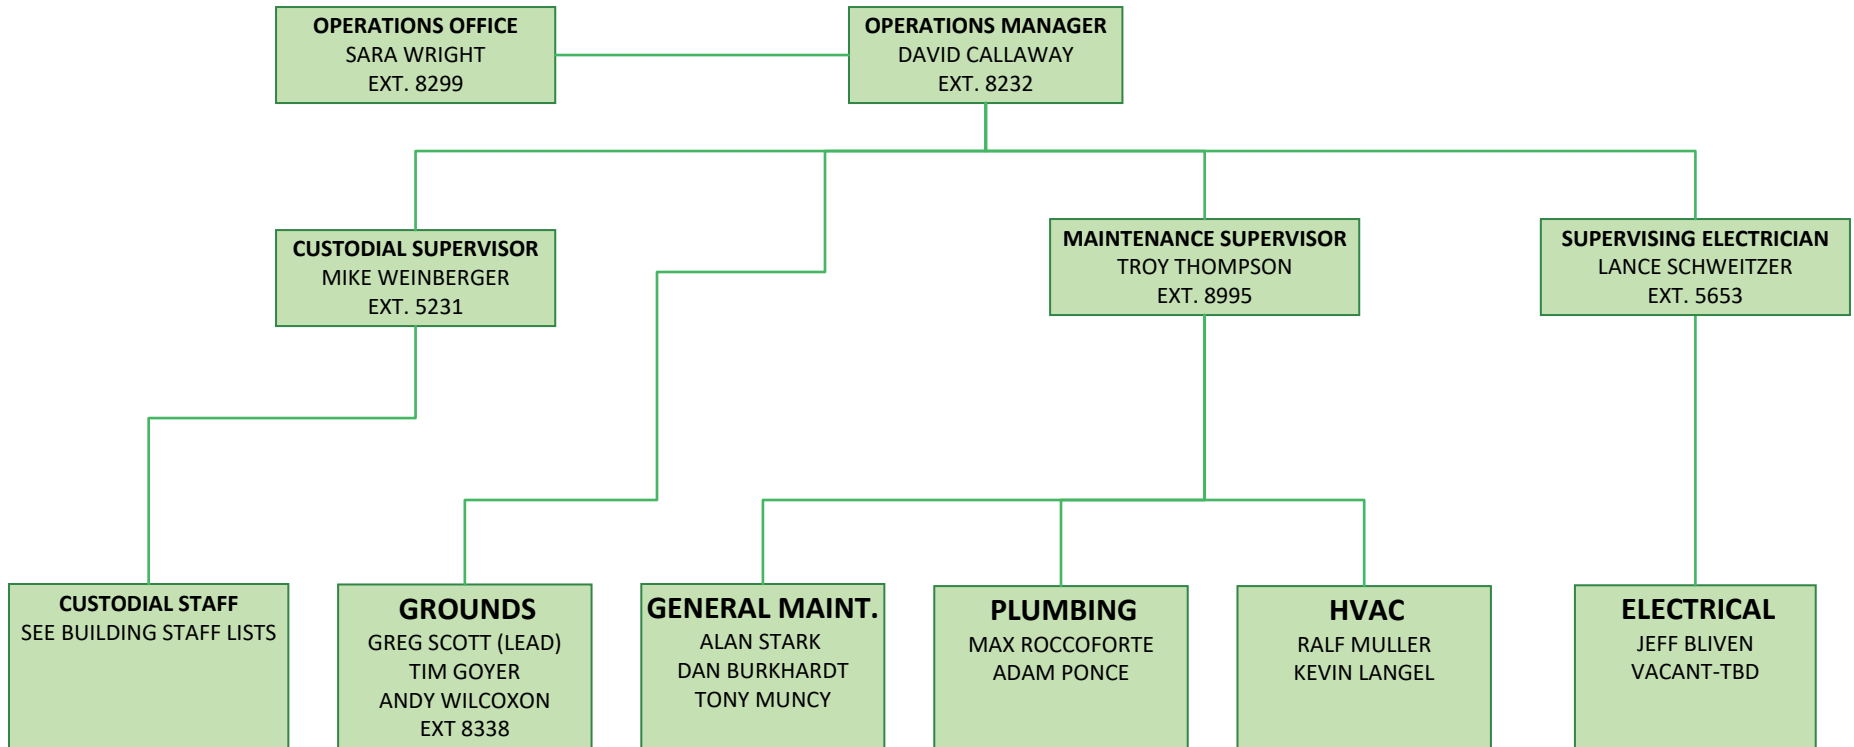 OPERATIONS OFFICE
SARA WRIGHT
EXT. 8299
OPERATIONS MANAGER
DAVID CALLAWAY
EXT. 8232
CUSTODIAL SUPERVISOR
MIKE WEINBERGER
EXT. 5231
MAINTENANCE SUPERVISOR
TROY THOMPSON
EXT. 8995
SUPERVISING ELECTRICIAN
LANCE SCHWEITZER
EXT. 5653
CUSTODIAL STAFF
SEE BUILDING STAFF LISTS
GROUNDS
GREG SCOTT (LEAD)
TIM GOYER
ANDY WILCOXON
EXT 8338
GENERAL MAINT.
ALAN STARK
DAN BURKHARDT
TONY MUNCY
PLUMBING
MAX ROCCOFORTE
ADAM PONCE
HVAC
RALF MULLER
KEVIN LANGEL
ELECTRICAL
JEFF BLIVEN
VACANT-TBD